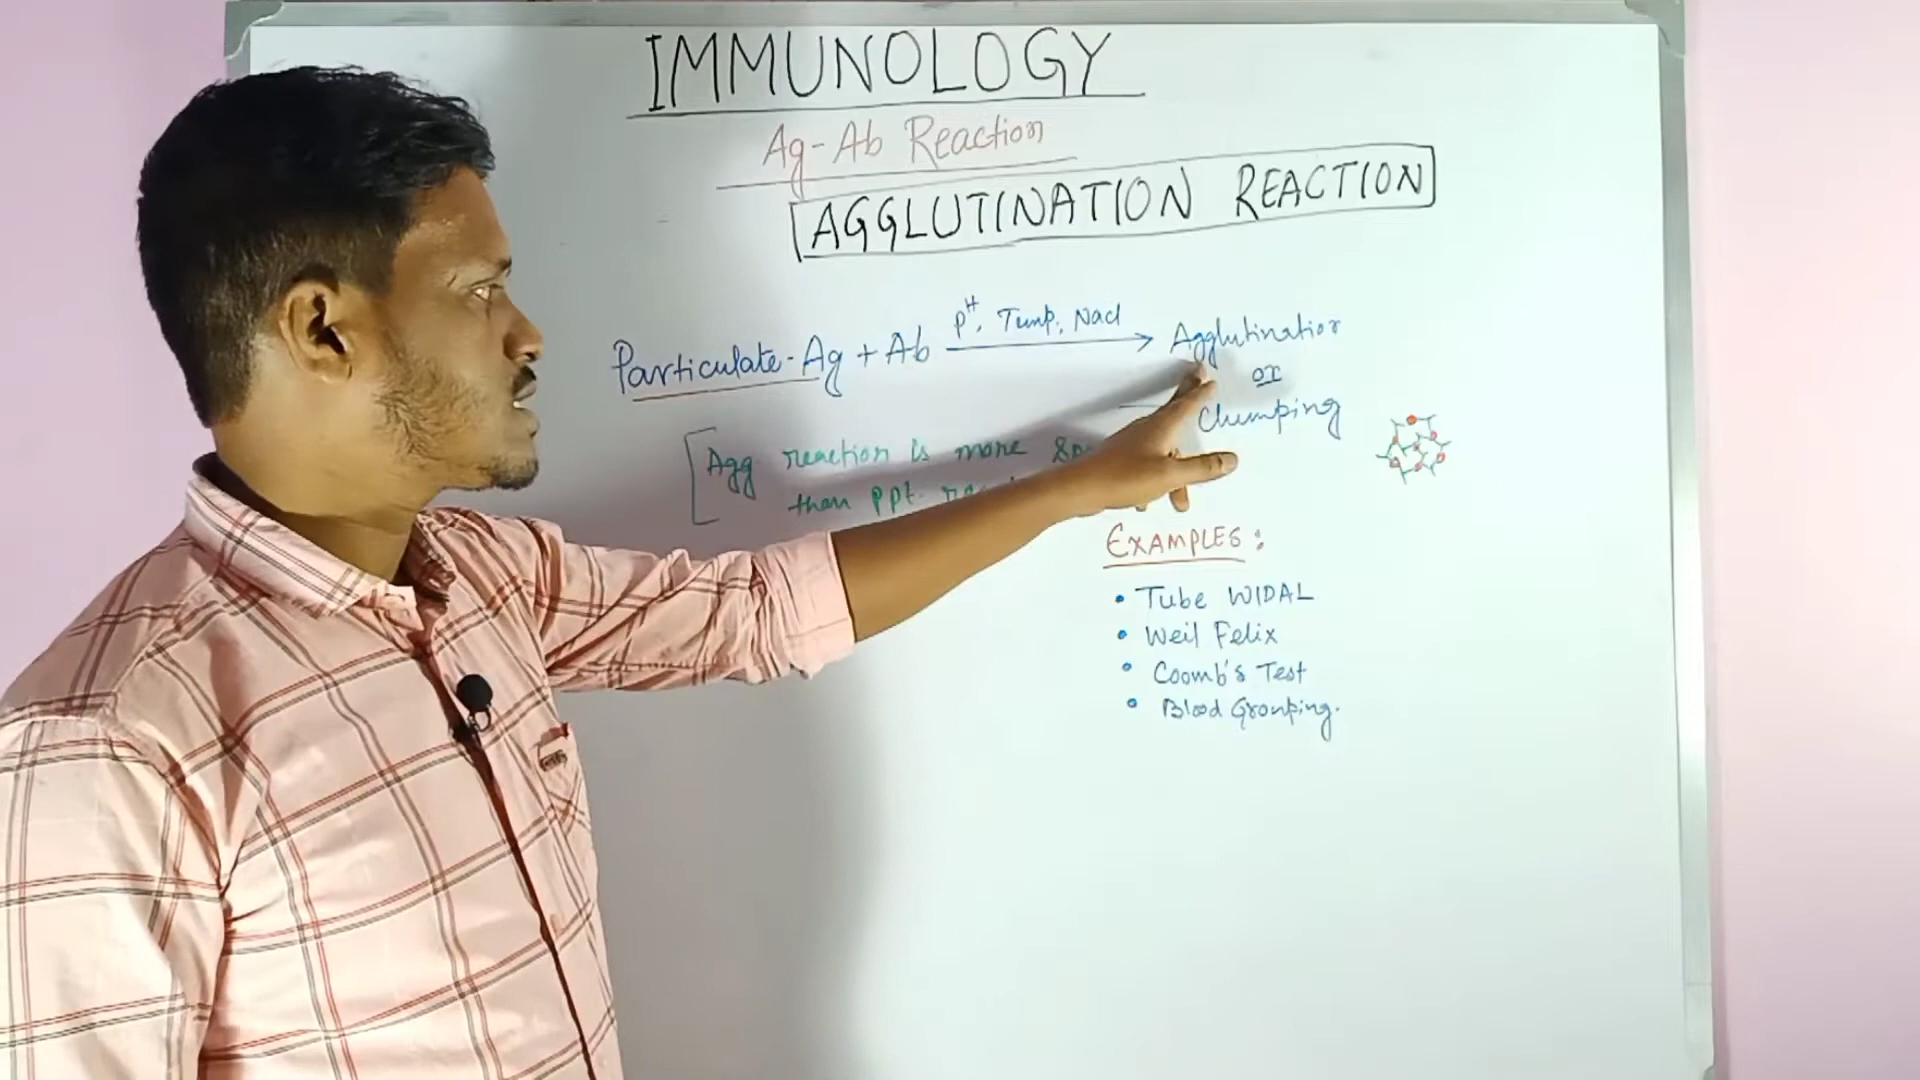 IMMUNOLOGY
Ag-Ab Reaction
AGGLUTINATION REACTION
pH, Temp, Nacl
Particulate-Ag + Ab → Agglutination
or
Clumping
Agg reaction is more
than ppt.
EXAMPLES:
• Tube WIDAL
• Weil Felix
• Coomb's Test
• Blood Grouping.